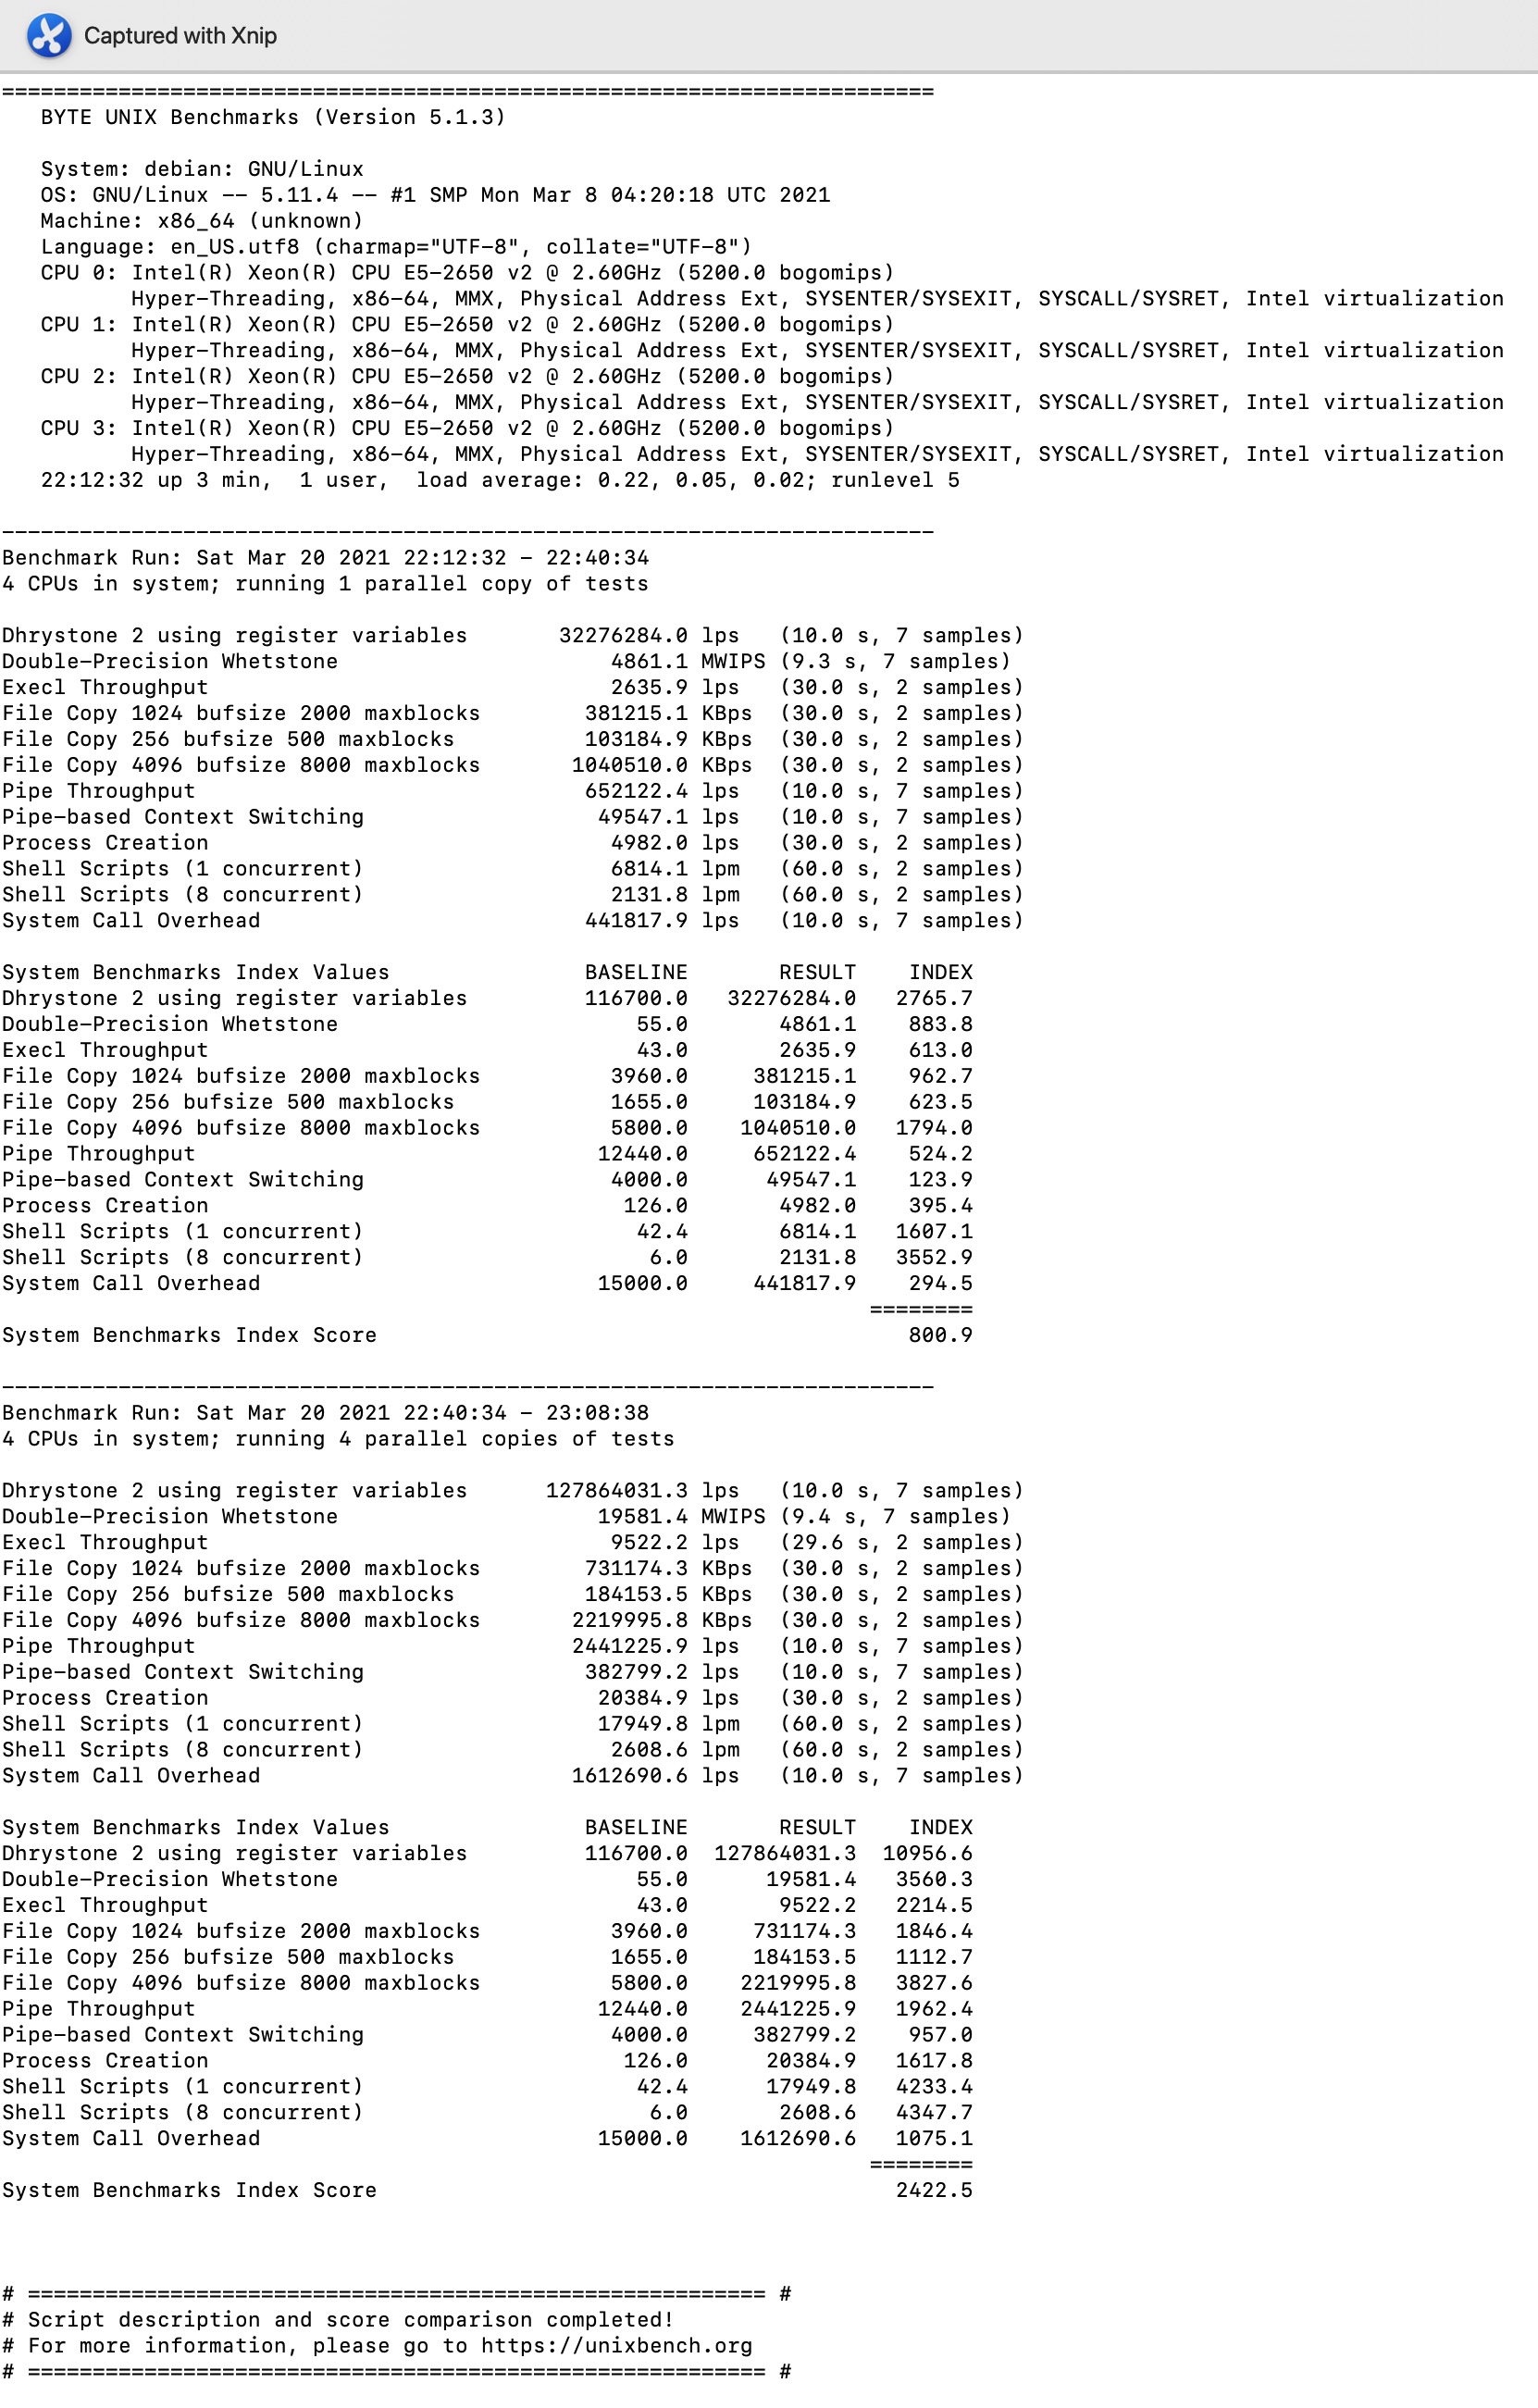 Captured with Xnip
========================================================================
   BYTE UNIX Benchmarks (Version 5.1.3)

   System: debian: GNU/Linux
   OS: GNU/Linux -- 5.11.4 -- #1 SMP Mon Mar 8 04:20:18 UTC 2021
   Machine: x86_64 (unknown)
   Language: en_US.utf8 (charmap="UTF-8", collate="UTF-8")
   CPU 0: Intel(R) Xeon(R) CPU E5-2650 v2 @ 2.60GHz (5200.0 bogomips)
          Hyper-Threading, x86-64, MMX, Physical Address Ext, SYSENTER/SYSEXIT, SYSCALL/SYSRET, Intel virtualization
   CPU 1: Intel(R) Xeon(R) CPU E5-2650 v2 @ 2.60GHz (5200.0 bogomips)
          Hyper-Threading, x86-64, MMX, Physical Address Ext, SYSENTER/SYSEXIT, SYSCALL/SYSRET, Intel virtualization
   CPU 2: Intel(R) Xeon(R) CPU E5-2650 v2 @ 2.60GHz (5200.0 bogomips)
          Hyper-Threading, x86-64, MMX, Physical Address Ext, SYSENTER/SYSEXIT, SYSCALL/SYSRET, Intel virtualization
   CPU 3: Intel(R) Xeon(R) CPU E5-2650 v2 @ 2.60GHz (5200.0 bogomips)
          Hyper-Threading, x86-64, MMX, Physical Address Ext, SYSENTER/SYSEXIT, SYSCALL/SYSRET, Intel virtualization
   22:12:32 up 3 min,  1 user,  load average: 0.22, 0.05, 0.02; runlevel 5

------------------------------------------------------------------------
Benchmark Run: Sat Mar 20 2021 22:12:32 - 22:40:34
4 CPUs in system; running 1 parallel copy of tests

Dhrystone 2 using register variables       32276284.0 lps   (10.0 s, 7 samples)
Double-Precision Whetstone                     4861.1 MWIPS (9.3 s, 7 samples)
Execl Throughput                               2635.9 lps   (30.0 s, 2 samples)
File Copy 1024 bufsize 2000 maxblocks        381215.1 KBps  (30.0 s, 2 samples)
File Copy 256 bufsize 500 maxblocks          103184.9 KBps  (30.0 s, 2 samples)
File Copy 4096 bufsize 8000 maxblocks       1040510.0 KBps  (30.0 s, 2 samples)
Pipe Throughput                              652122.4 lps   (10.0 s, 7 samples)
Pipe-based Context Switching                  49547.1 lps   (10.0 s, 7 samples)
Process Creation                               4982.0 lps   (30.0 s, 2 samples)
Shell Scripts (1 concurrent)                   6814.1 lpm   (60.0 s, 2 samples)
Shell Scripts (8 concurrent)                   2131.8 lpm   (60.0 s, 2 samples)
System Call Overhead                         441817.9 lps   (10.0 s, 7 samples)

System Benchmarks Index Values               BASELINE       RESULT    INDEX
Dhrystone 2 using register variables         116700.0   32276284.0   2765.7
Double-Precision Whetstone                       55.0       4861.1    883.8
Execl Throughput                                 43.0       2635.9    613.0
File Copy 1024 bufsize 2000 maxblocks          3960.0     381215.1    962.7
File Copy 256 bufsize 500 maxblocks            1655.0     103184.9    623.5
File Copy 4096 bufsize 8000 maxblocks          5800.0    1040510.0   1794.0
Pipe Throughput                               12440.0     652122.4    524.2
Pipe-based Context Switching                   4000.0      49547.1    123.9
Process Creation                                126.0       4982.0    395.4
Shell Scripts (1 concurrent)                     42.4       6814.1   1607.1
Shell Scripts (8 concurrent)                      6.0       2131.8   3552.9
System Call Overhead                          15000.0     441817.9    294.5
                                                                   ========
System Benchmarks Index Score                                         800.9

------------------------------------------------------------------------
Benchmark Run: Sat Mar 20 2021 22:40:34 - 23:08:38
4 CPUs in system; running 4 parallel copies of tests

Dhrystone 2 using register variables      127864031.3 lps   (10.0 s, 7 samples)
Double-Precision Whetstone                    19581.4 MWIPS (9.4 s, 7 samples)
Execl Throughput                               9522.2 lps   (29.6 s, 2 samples)
File Copy 1024 bufsize 2000 maxblocks        731174.3 KBps  (30.0 s, 2 samples)
File Copy 256 bufsize 500 maxblocks          184153.5 KBps  (30.0 s, 2 samples)
File Copy 4096 bufsize 8000 maxblocks       2219995.8 KBps  (30.0 s, 2 samples)
Pipe Throughput                             2441225.9 lps   (10.0 s, 7 samples)
Pipe-based Context Switching                 382799.2 lps   (10.0 s, 7 samples)
Process Creation                              20384.9 lps   (30.0 s, 2 samples)
Shell Scripts (1 concurrent)                  17949.8 lpm   (60.0 s, 2 samples)
Shell Scripts (8 concurrent)                   2608.6 lpm   (60.0 s, 2 samples)
System Call Overhead                        1612690.6 lps   (10.0 s, 7 samples)

System Benchmarks Index Values               BASELINE       RESULT    INDEX
Dhrystone 2 using register variables         116700.0  127864031.3  10956.6
Double-Precision Whetstone                       55.0      19581.4   3560.3
Execl Throughput                                 43.0       9522.2   2214.5
File Copy 1024 bufsize 2000 maxblocks          3960.0     731174.3   1846.4
File Copy 256 bufsize 500 maxblocks            1655.0     184153.5   1112.7
File Copy 4096 bufsize 8000 maxblocks          5800.0    2219995.8   3827.6
Pipe Throughput                               12440.0    2441225.9   1962.4
Pipe-based Context Switching                   4000.0     382799.2    957.0
Process Creation                                126.0      20384.9   1617.8
Shell Scripts (1 concurrent)                     42.4      17949.8   4233.4
Shell Scripts (8 concurrent)                      6.0       2608.6   4347.7
System Call Overhead                          15000.0    1612690.6   1075.1
                                                                   ========
System Benchmarks Index Score                                        2422.5

# ========================================================= #
# Script description and score comparison completed!
# For more information, please go to https://unixbench.org
# ========================================================= #